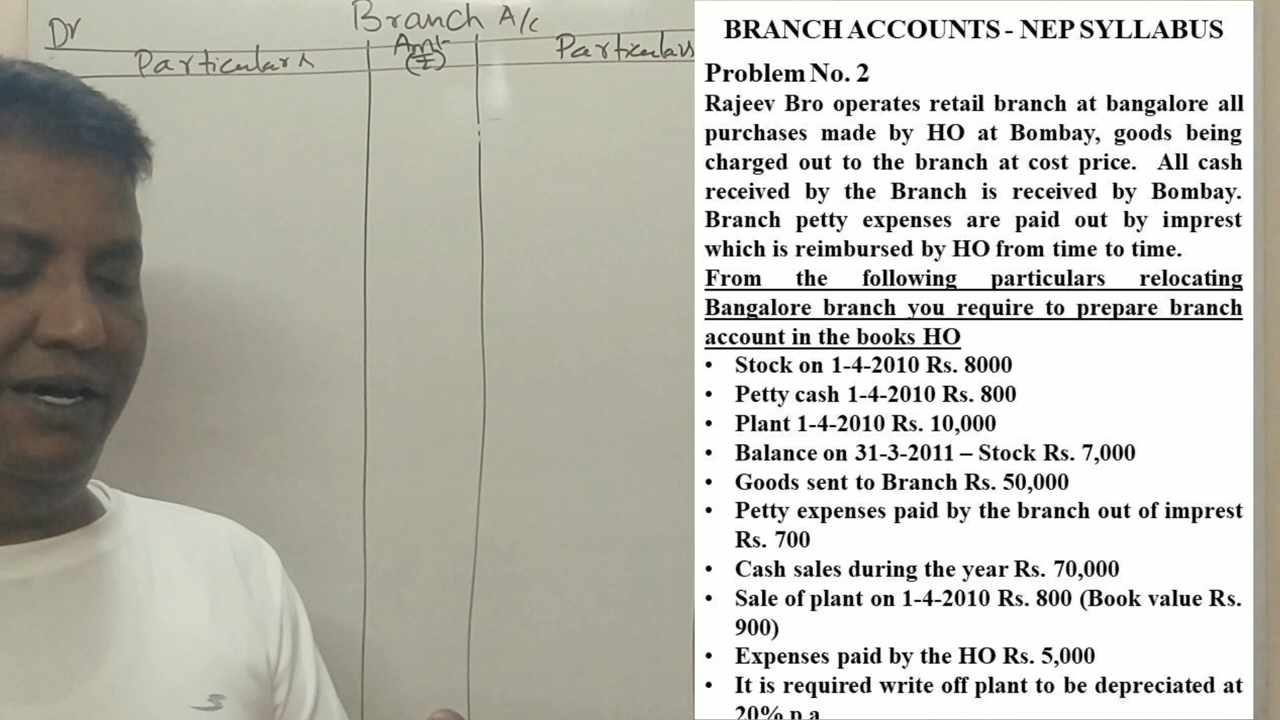 Dr
Branch A/c
Particulars
Amt
(₹)
Particulars
BRANCH ACCOUNTS - NEP SYLLABUS
Problem No. 2
Rajeev Bro operates retail branch at bangalore all
purchases made by HO at Bombay, goods being
charged out to the branch at cost price. All cash
received by the Branch is received by Bombay.
Branch petty expenses are paid out by imprest
which is reimbursed by HO from time to time.
From the following particulars relocating
Bangalore branch you require to prepare branch
account in the books HO
• Stock on 1-4-2010 Rs. 8000
• Petty cash 1-4-2010 Rs. 800
• Plant 1-4-2010 Rs. 10,000
• Balance on 31-3-2011 – Stock Rs. 7,000
• Goods sent to Branch Rs. 50,000
• Petty expenses paid by the branch out of imprest
Rs. 700
• Cash sales during the year Rs. 70,000
• Sale of plant on 1-4-2010 Rs. 800 (Book value Rs.
900)
• Expenses paid by the HO Rs. 5,000
• It is required write off plant to be depreciated at
20% p.a